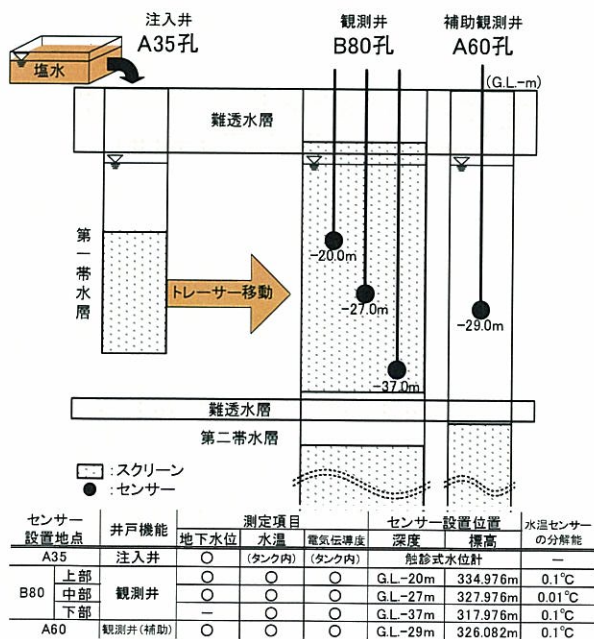 注入井
A35孔
観測井
B80孔
補助観測井
A60孔
塩水
(G.L.-m)
難透水層
第一帯水層
トレーサー移動
-20.0m
-27.0m
-29.0m
-37.0m
難透水層
第二帯水層
:スクリーン
:センサー
センサー設置地点 井戸機能 測定項目 センサー設置位置 水温センサーの分解能
地下水位 水温 電気伝導度 深度 標高
A35 注入井 ○ (タンク内) (タンク内) 触診式水位計 —
B80 上部 観測井 ○ ○ ○ G.L.-20m 334.976m 0.1℃
中部 ○ ○ ○ G.L.-27m 327.976m 0.01℃
下部 — ○ ○ G.L.-37m 317.976m 0.1℃
A60 観測井(補助) ○ ○ ○ G.L.-29m 326.082m 0.1℃